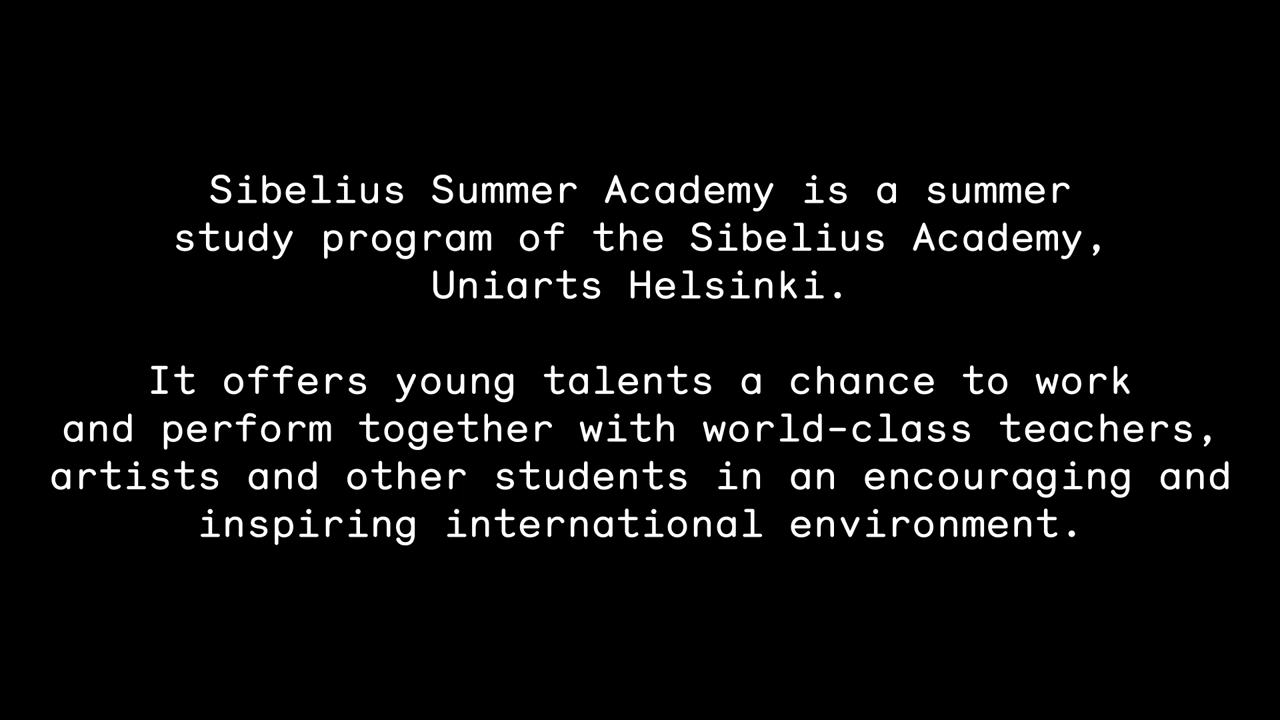 Sibelius Summer Academy is a summer
study program of the Sibelius Academy,
Uniarts Helsinki.
It offers young talents a chance to work
and perform together with world-class teachers,
artists and other students in an encouraging and
inspiring international environment.